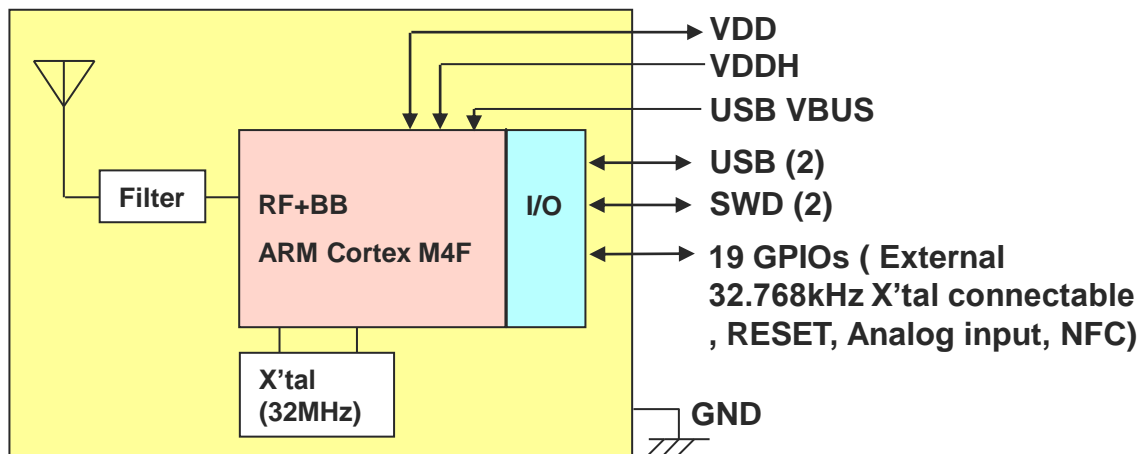 VDD
VDDH
USB VBUS
USB (2)
SWD (2)
19 GPIOs ( External
32.768kHz X'tal connectable
, RESET, Analog input, NFC)
Filter
RF+BB
ARM Cortex M4F
I/O
X’tal
(32MHz)
GND